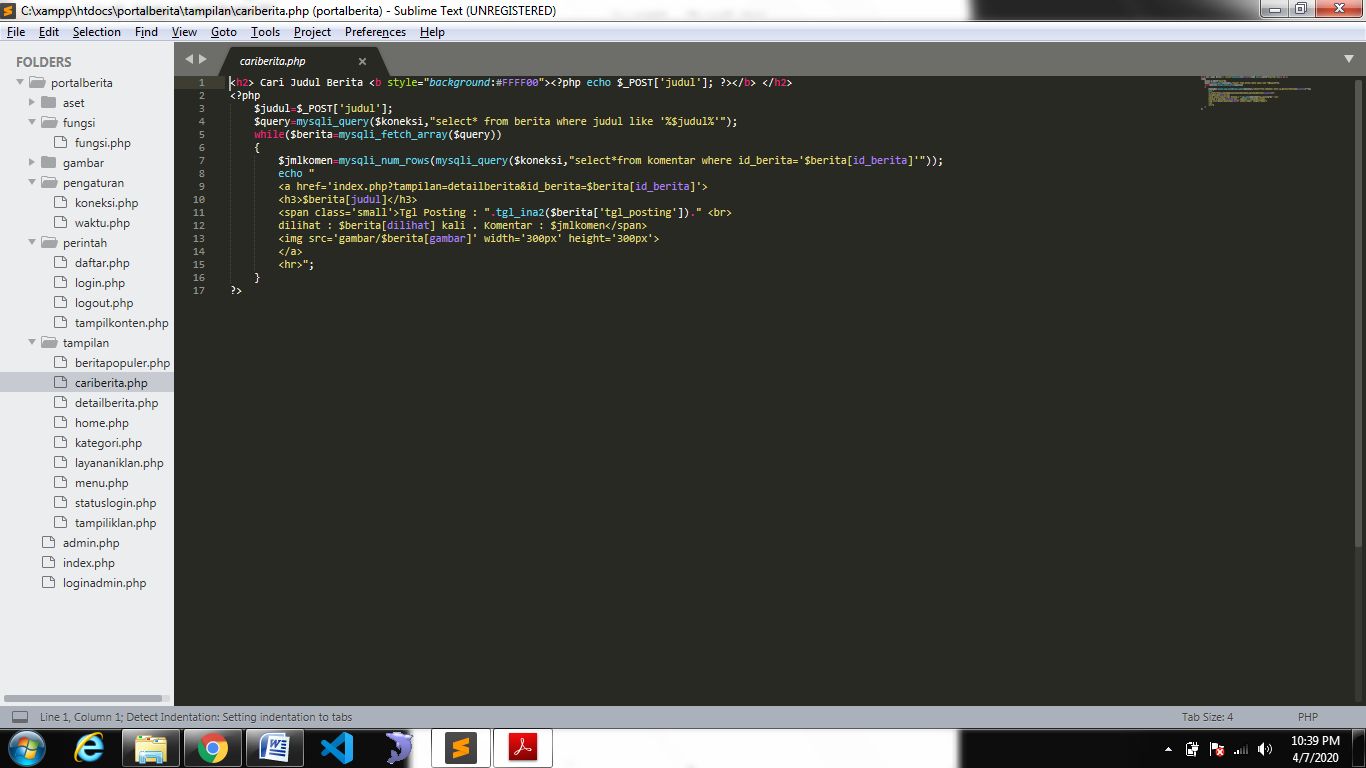 C:\xampp\htdocs\portalberita\tampilan\cariberita.php (portalberita) - Sublime Text (UNREGISTERED)
File Edit Selection Find View Goto Tools Project Preferences Help
FOLDERS
portalberita
aset
fungsi
fungsi.php
gambar
pengaturan
koneksi.php
waktu.php
perintah
daftar.php
login.php
logout.php
tampilkonten.php
tampilan
beritapopuler.php
cariberita.php
detailberita.php
home.php
kategori.php
layananiklan.php
menu.php
statuslogin.php
tampiliklan.php
admin.php
index.php
loginadmin.php
cariberita.php
1 <h2> Cari Judul Berita <b style="background:#FFFF00"><?php echo $_POST['judul']; ?></b> </h2>
2 <?php
3 $judul=$_POST['judul'];
4 $query=mysqli_query($koneksi,"select* from berita where judul like '%$judul%'");
5 while($berita=mysqli_fetch_array($query))
6 {
7 $jmlkomen=mysqli_num_rows(mysqli_query($koneksi,"select*from komentar where id_berita='$berita[id_berita]'"));
8 echo "
9 <a href='index.php?tampilan=detailberita&id_berita=$berita[id_berita]'>
10 <h3>$berita[judul]</h3>
11 <span class='small'>Tgl Posting : ".tgl_ina2($berita['tgl_posting'])." <br>
12 dilihat : $berita[dilihat] kali . Komentar : $jmlkomen</span>
13 <img src='gambar/$berita[gambar]' width='300px' height='300px'>
14 </a>
15 <hr>";
16 }
17 ?>
Line 1, Column 1; Detect Indentation: Setting indentation to tabs
Tab Size: 4
PHP
10:39 PM
4/7/2020